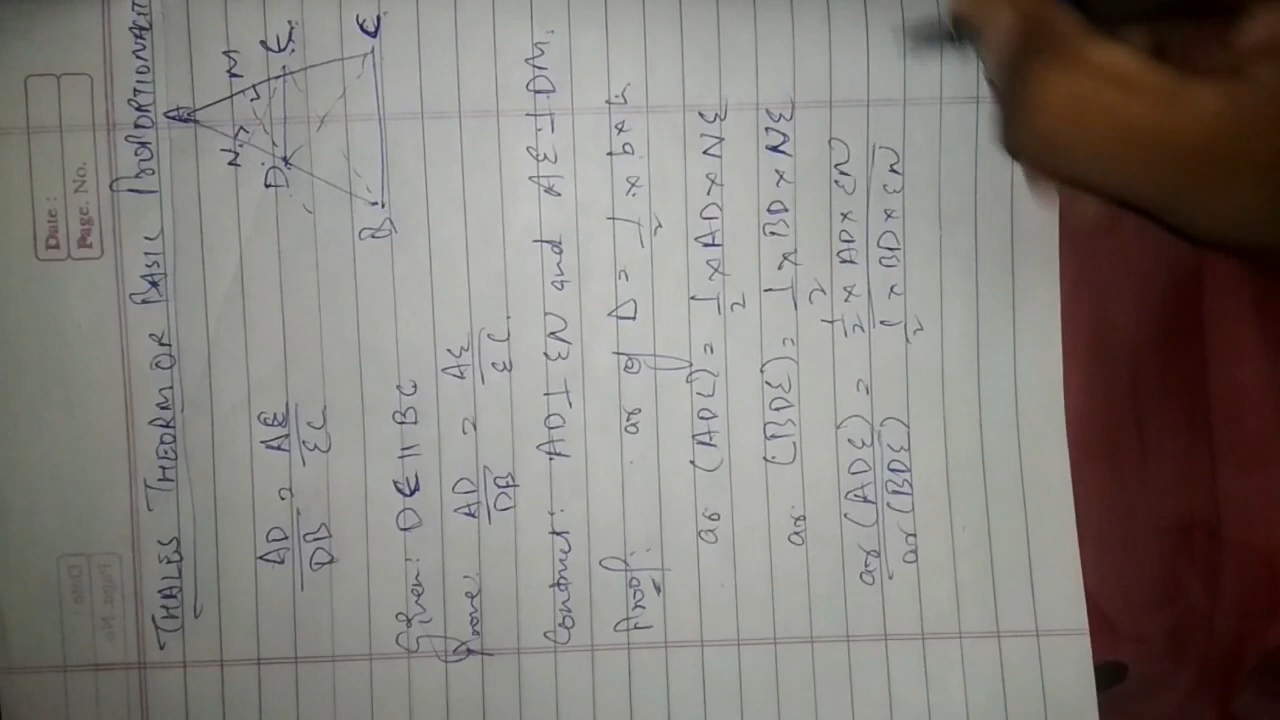 Date :
Page. No.
THALES THEORM OR BASIC PROPORTIONALIT
A
N
M
D
E
B
C
AD/DB = AE/EC
Given: DE || BC
Prove. AD/DB = AE/EC.
Construct: AD ⊥ EN and AE ⊥ DM.
Proof: ar of Δ = 1/2 × b × h
ar (ADE) = 1/2 × AD × NE
ar. (BDE) = 1/2 × BD × NE
ar (ADE) / ar (BDE) = 1/2 × AD × EN / 1/2 × BD × EN